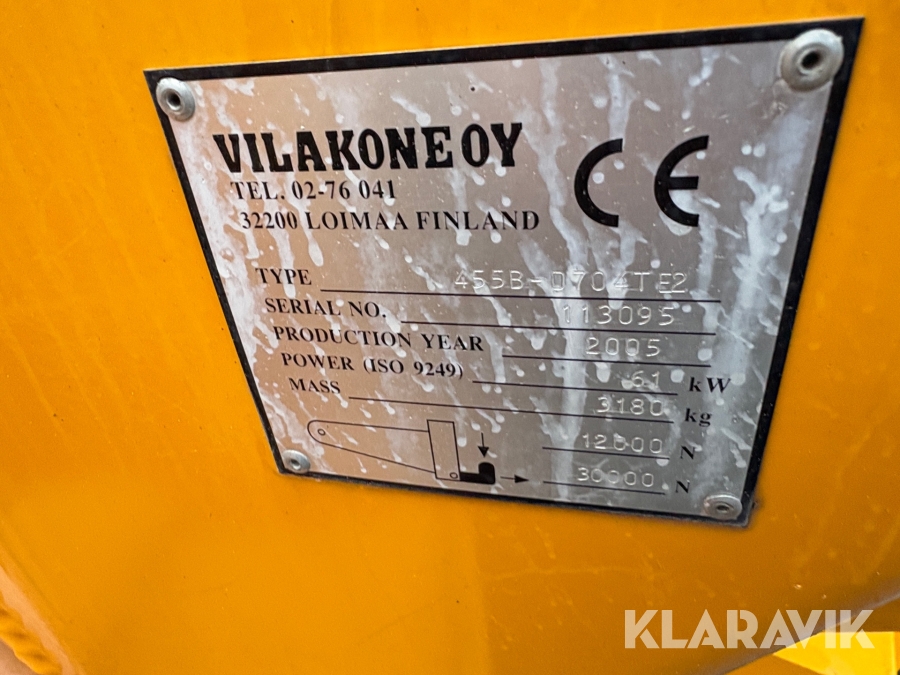 VILAKONE OY
TEL. 02-76 041
32200 LOIMAA FINLAND
CE
TYPE 455B-0704TE2
SERIAL NO. 113095
PRODUCTION YEAR 2005
POWER (ISO 9249) 61 kW
MASS 3180 kg
12000 N
30000 N
KLARAVIK